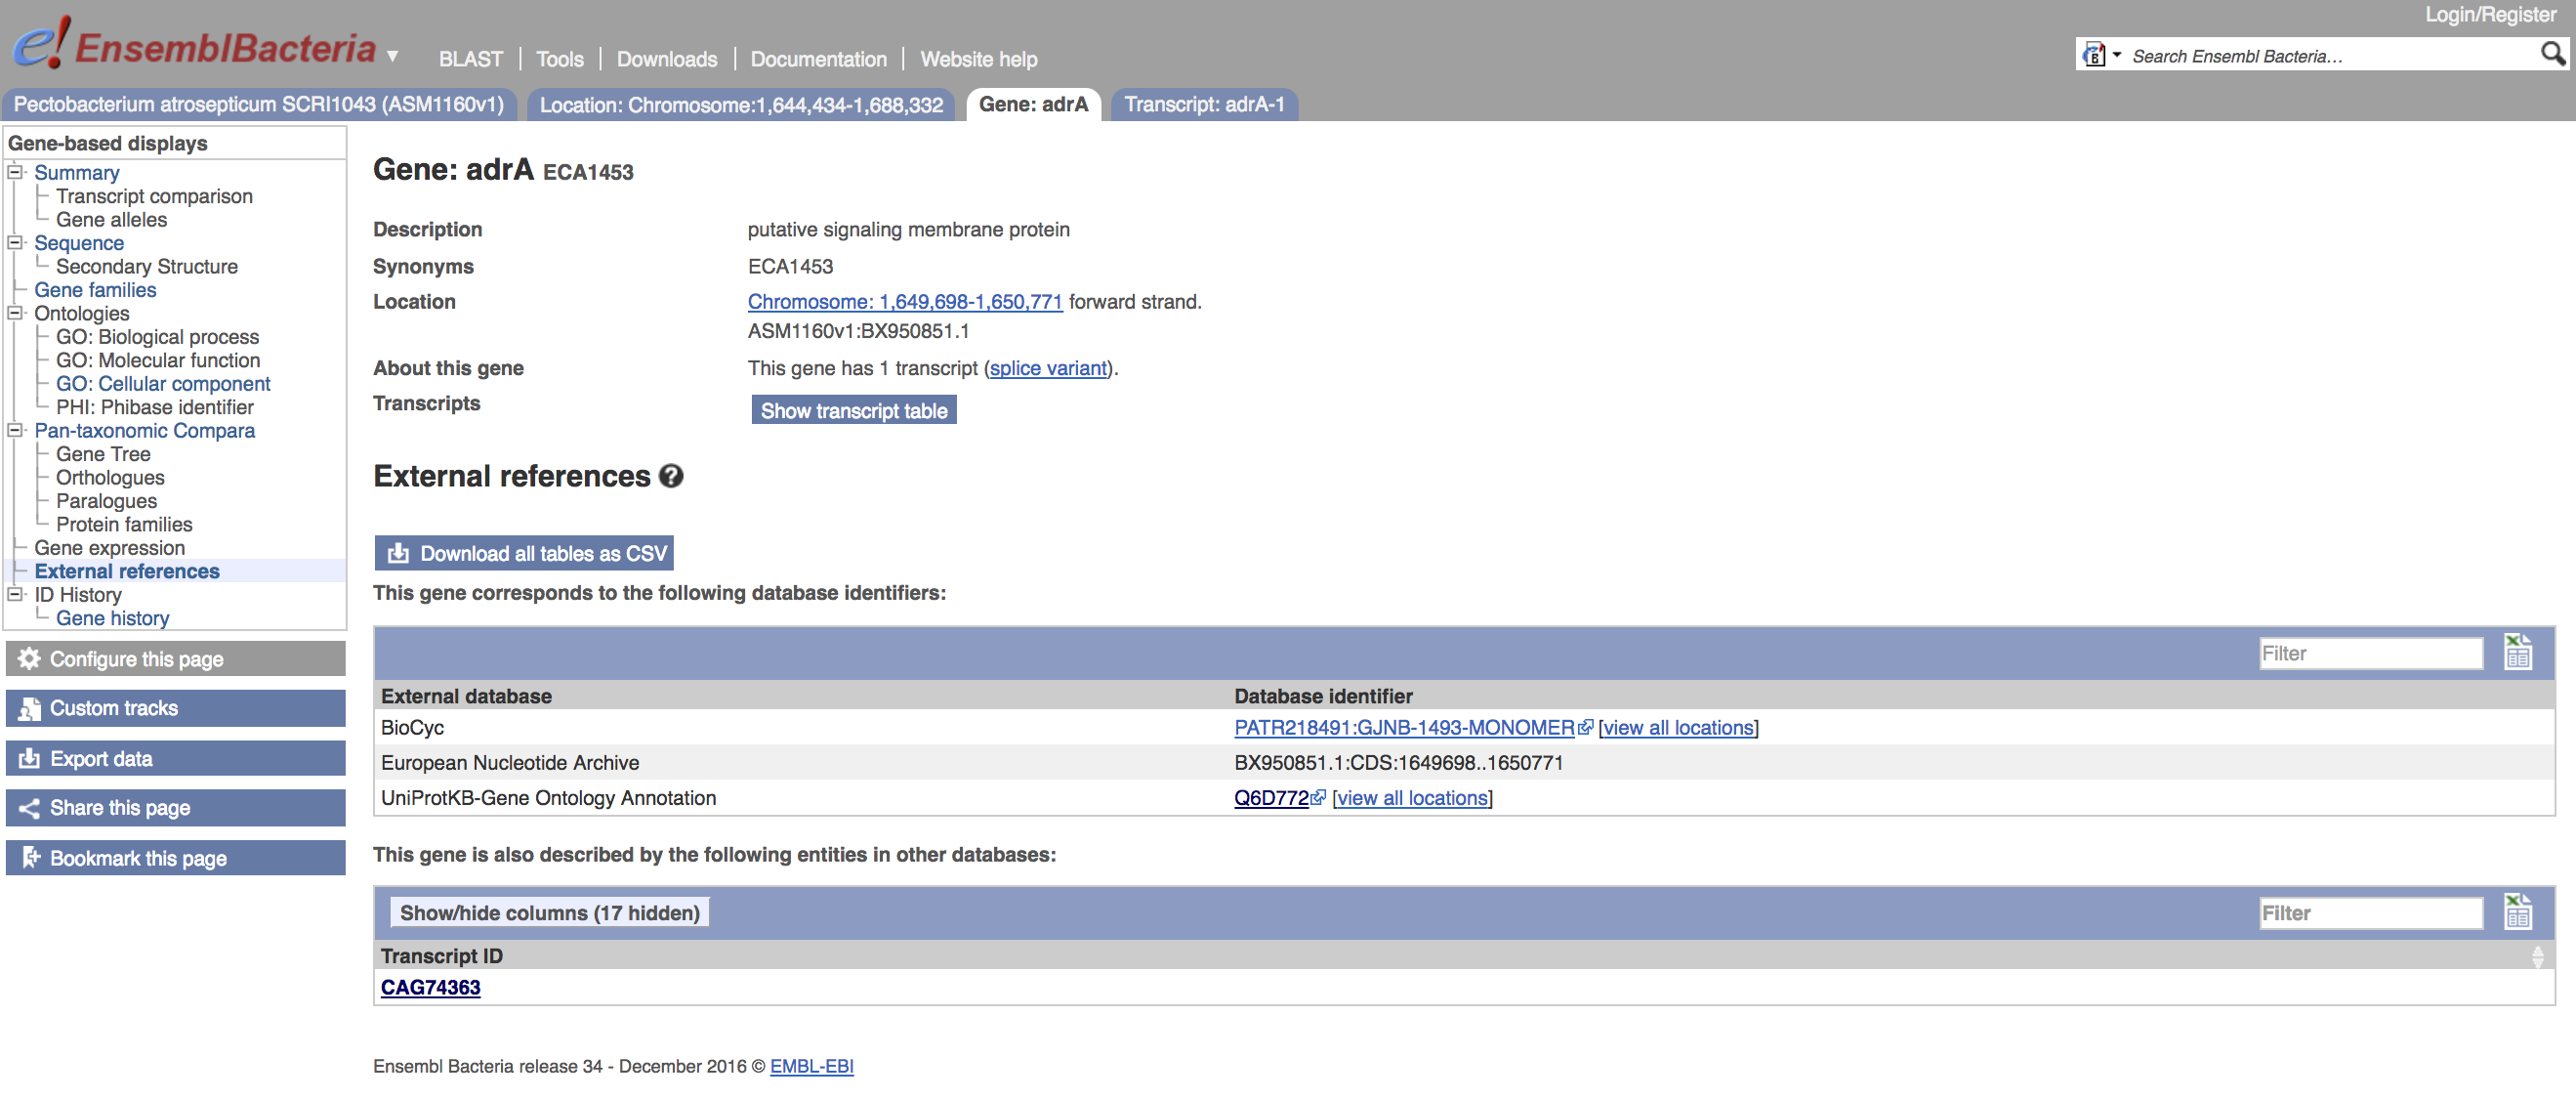 Login/Register
e! EnsemblBacteria ▼ BLAST | Tools | Downloads | Documentation | Website help
Search Ensembl Bacteria…
Pectobacterium atrosepticum SCRI1043 (ASM1160v1) Location: Chromosome:1,644,434-1,688,332 Gene: adrA Transcript: adrA-1
Gene-based displays
Summary
Transcript comparison
Gene alleles
Sequence
Secondary Structure
Gene families
Ontologies
GO: Biological process
GO: Molecular function
GO: Cellular component
PHI: Phibase identifier
Pan-taxonomic Compara
Gene Tree
Orthologues
Paralogues
Protein families
Gene expression
External references
ID History
Gene history
Configure this page
Custom tracks
Export data
Share this page
Bookmark this page
Gene: adrA ECA1453
Description putative signaling membrane protein
Synonyms ECA1453
Location Chromosome: 1,649,698-1,650,771 forward strand.
ASM1160v1:BX950851.1
About this gene This gene has 1 transcript (splice variant).
Transcripts Show transcript table
External references ?
Download all tables as CSV
This gene corresponds to the following database identifiers:
Filter
External database Database identifier
BioCyc PATR218491:GJNB-1493-MONOMER [view all locations]
European Nucleotide Archive BX950851.1:CDS:1649698..1650771
UniProtKB-Gene Ontology Annotation Q6D772 [view all locations]
This gene is also described by the following entities in other databases:
Show/hide columns (17 hidden) Filter
Transcript ID
CAG74363
Ensembl Bacteria release 34 - December 2016 © EMBL-EBI